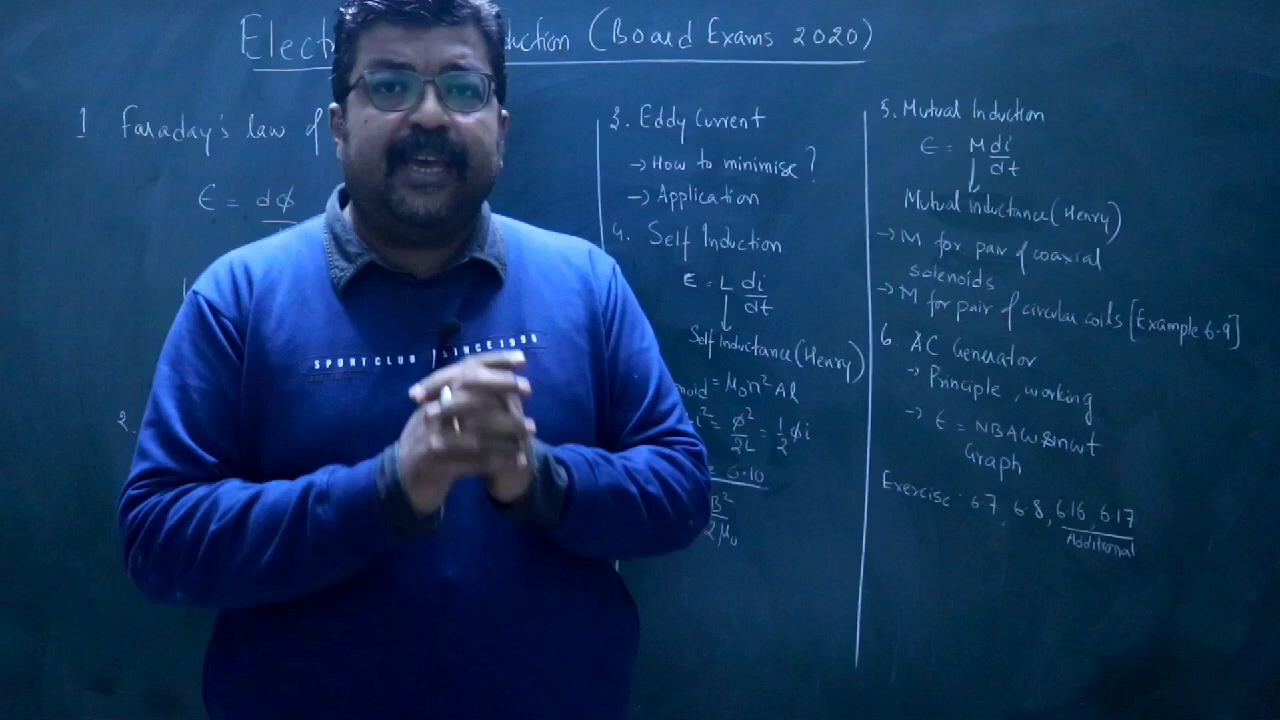 Elect uction (Board Exams 2020)
1 Faraday's law of
ϵ = dϕ
2.
SPORT CLUB / SINCE 1986
3. Eddy Current
→ How to minimise?
→ Application
4. Self Induction
ϵ = L di/dt
Self Inductance (Henry)
noid = μ₀n²Al
i² = ϕ²/2L = 1/2 ϕi
6.10
B²/2μ₀
5. Mutual Induction
ϵ = M di/dt
Mutual Inductance (Henry)
→ M for pair of coaxial
solenoids
→ M for pair of circular coils [Example 6.9]
6. AC Generator
→ Principle, working
→ ϵ = NBAω sinωt
Graph
Exercise : 6.7, 6.8, 6.16, 6.17
Additional